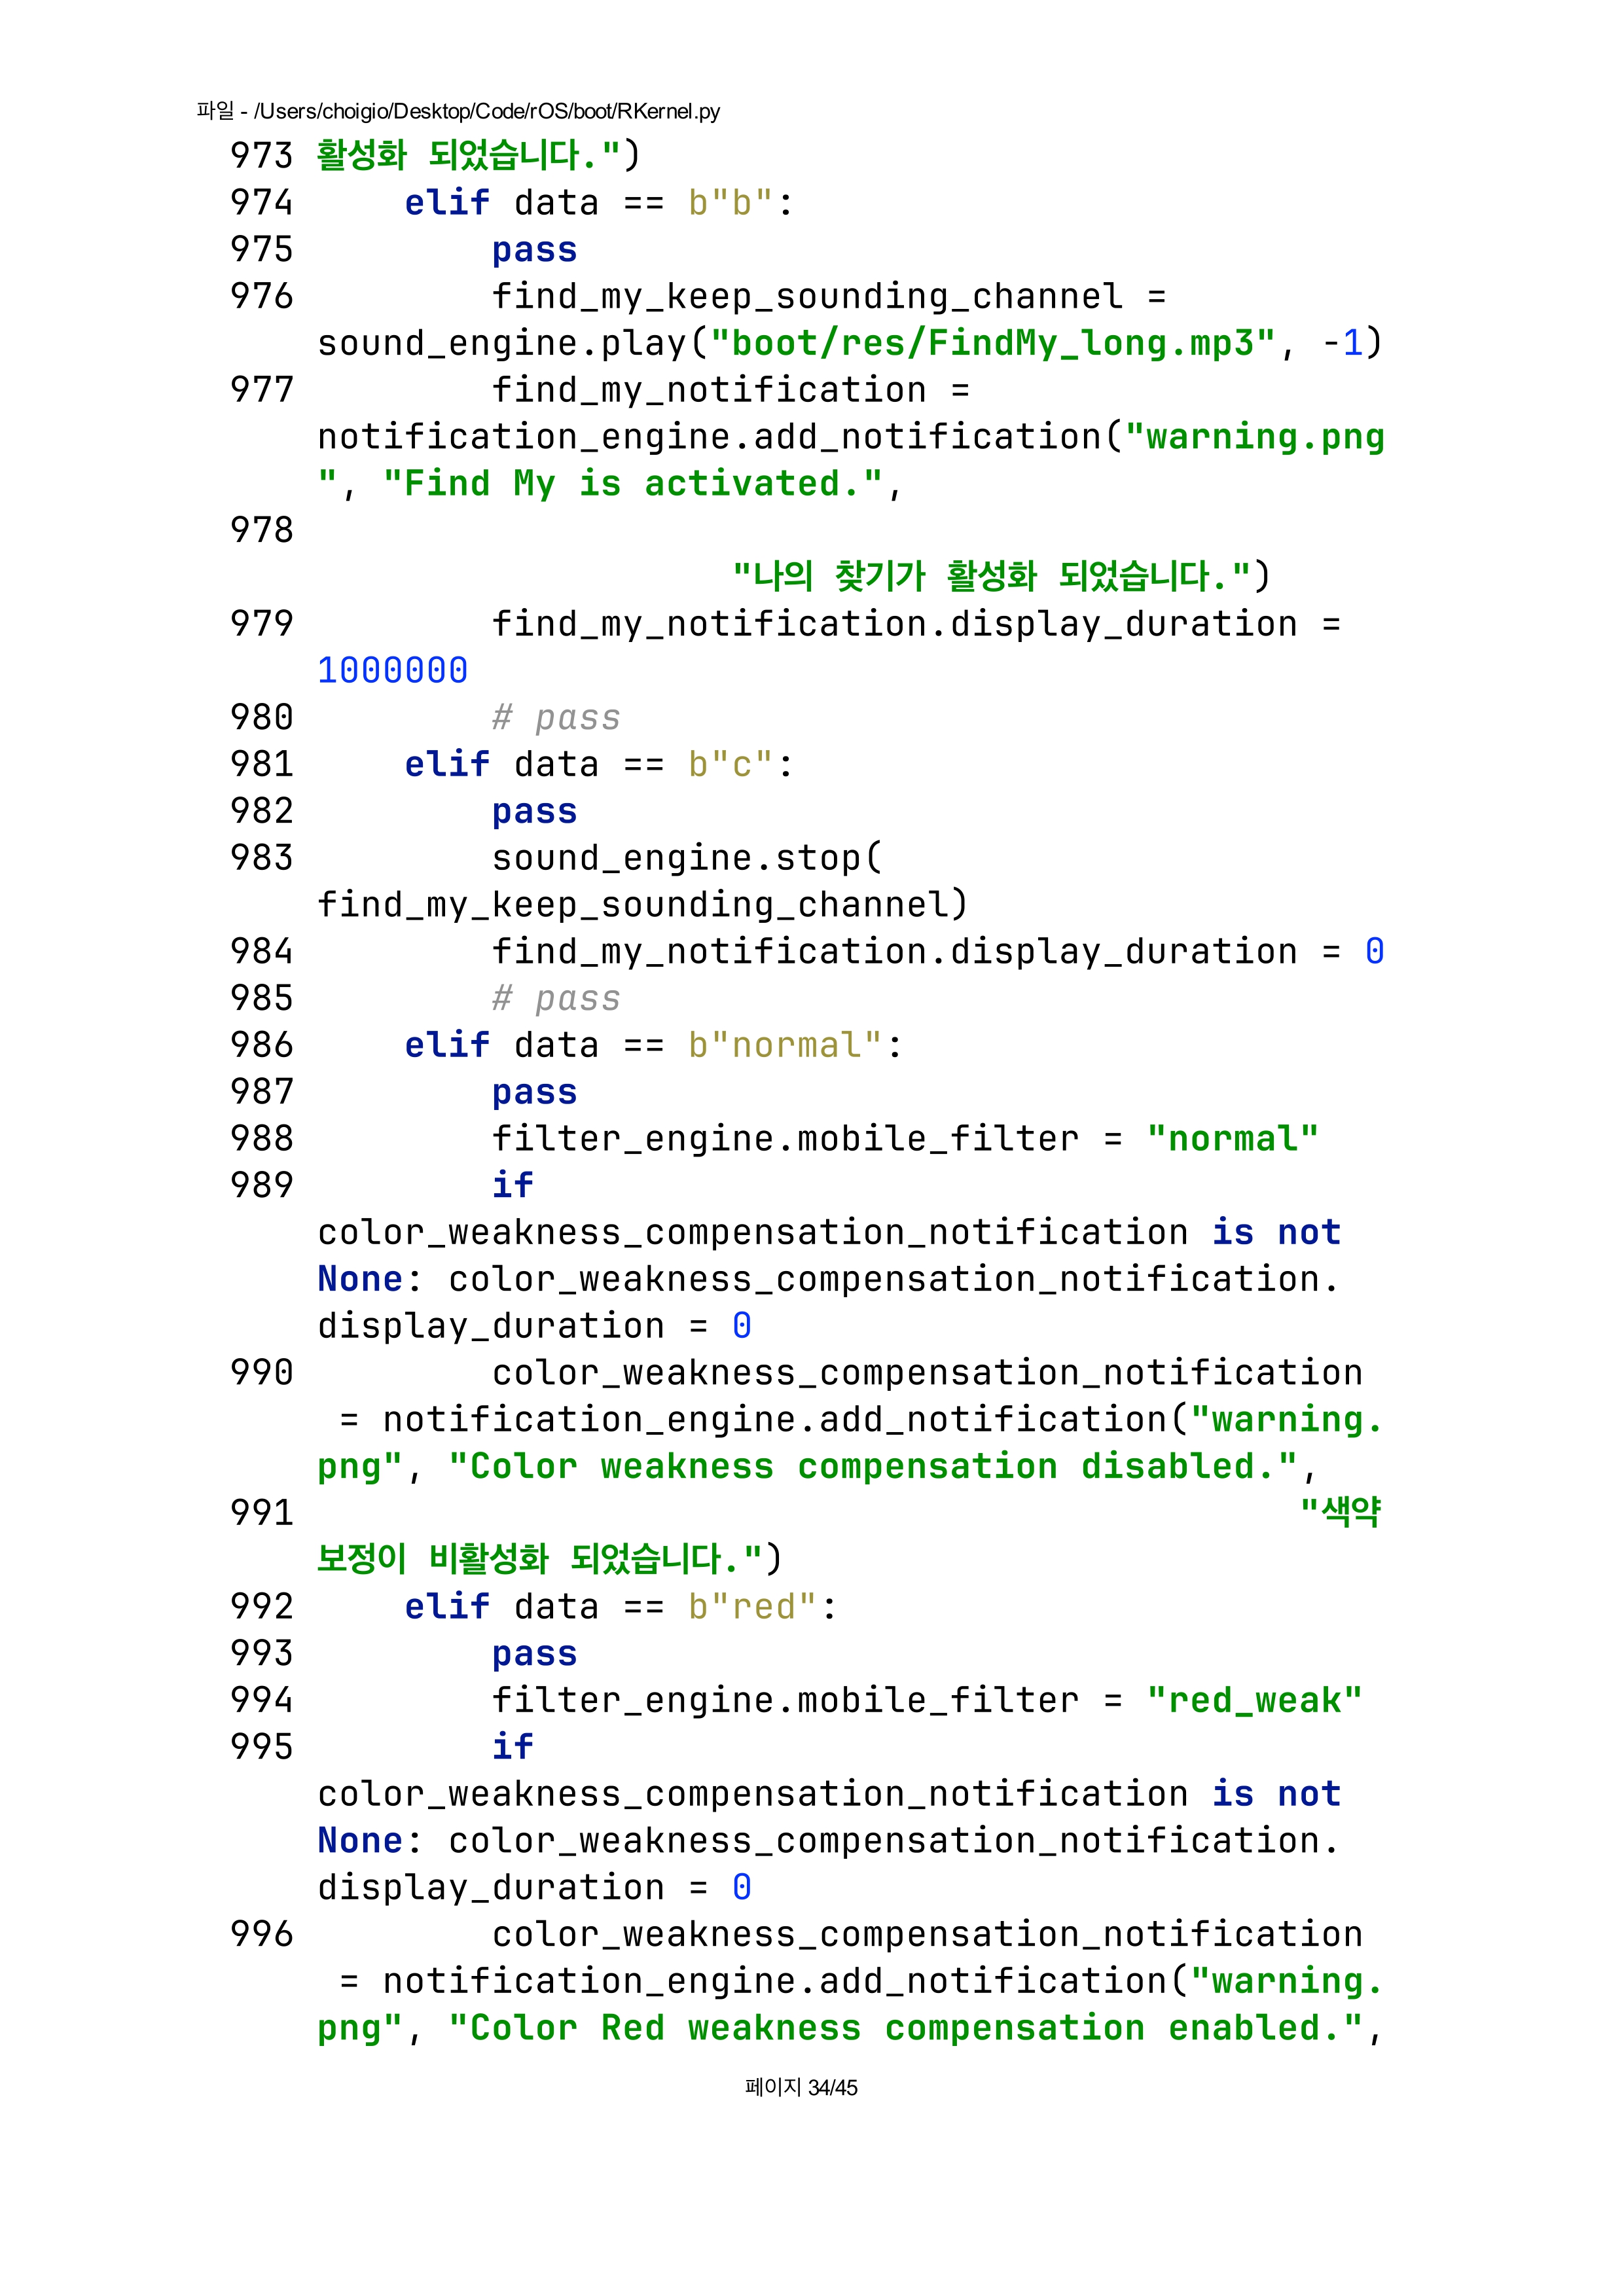 파일 - /Users/choigio/Desktop/Code/rOS/boot/RKernel.py
973 활성화 되었습니다.")
974     elif data == b"b":
975         pass
976         find_my_keep_sounding_channel =
sound_engine.play("boot/res/FindMy_long.mp3", -1)
977         find_my_notification =
notification_engine.add_notification("warning.png
", "Find My is activated.",
978
"나의 찾기가 활성화 되었습니다.")
979         find_my_notification.display_duration =
1000000
980         # pass
981     elif data == b"c":
982         pass
983         sound_engine.stop(
find_my_keep_sounding_channel)
984         find_my_notification.display_duration = 0
985         # pass
986     elif data == b"normal":
987         pass
988         filter_engine.mobile_filter = "normal"
989         if
color_weakness_compensation_notification is not
None: color_weakness_compensation_notification.
display_duration = 0
990         color_weakness_compensation_notification
 = notification_engine.add_notification("warning.
png", "Color weakness compensation disabled.",
991                                              "색약
보정이 비활성화 되었습니다.")
992     elif data == b"red":
993         pass
994         filter_engine.mobile_filter = "red_weak"
995         if
color_weakness_compensation_notification is not
None: color_weakness_compensation_notification.
display_duration = 0
996         color_weakness_compensation_notification
 = notification_engine.add_notification("warning.
png", "Color Red weakness compensation enabled.",
페이지 34/45